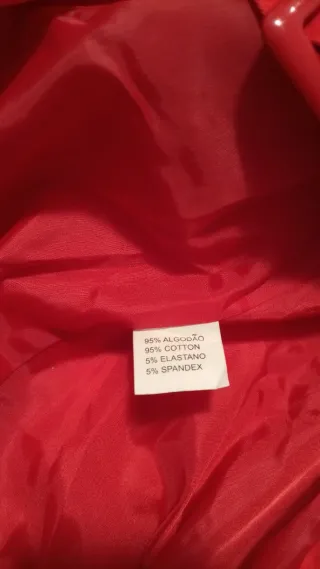 95% ALGODÃO
95% COTTON
5% ELASTANO
5% SPANDEX